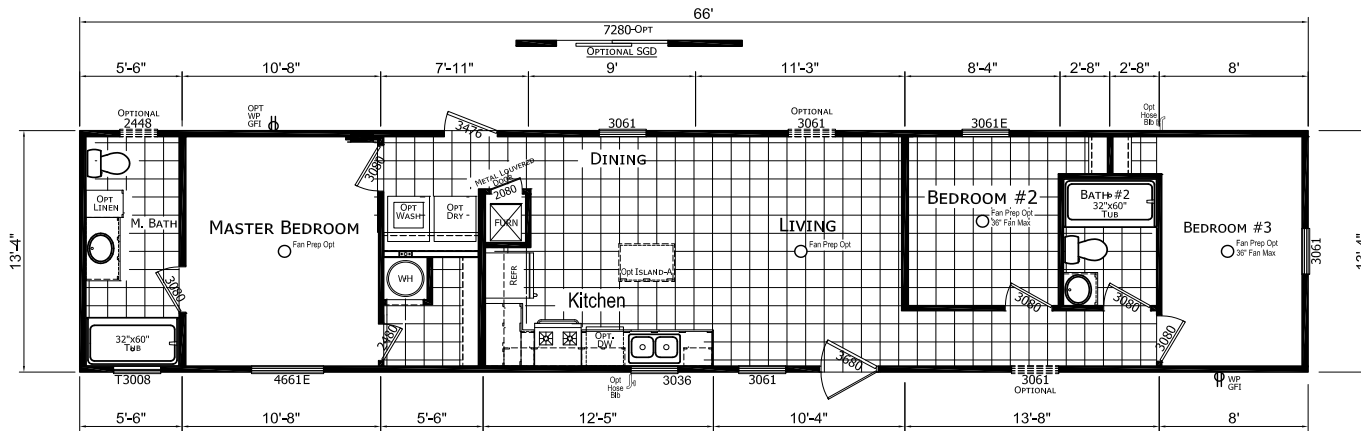 66'
7280-OPT
OPTIONAL SGD
5'-6" 10'-8" 7'-11" 9' 11'-3" 8'-4" 2'-8" 2'-8" 8'
OPTIONAL
2448
OPT
WP
GFI
3476
3061
OPTIONAL
3061
3061E
Opt
Hose
Bib
13'-4"
OPT
LINEN
M. BATH
3080
32"x60"
TUB
MASTER BEDROOM
Fan Prep Opt
3080
OPT
WASH
OPT
DRY
METAL LOUVERED
DOOR
2080
FURN
WH
2480
REFR
DINING
Opt ISLAND-A
Kitchen
OPT.
DW
LIVING
Fan Prep Opt
BEDROOM #2
Fan Prep Opt
36" Fan Max
3080
BATH #2
32"x60"
TUB
3080
BEDROOM #3
Fan Prep Opt
36" Fan Max
3080
3061
13'-4"
T3008
4661E
Opt
Hose
Bib
3036
3061
3680
3061
OPTIONAL
WP
GFI
5'-6" 10'-8" 5'-6" 12'-5" 10'-4" 13'-8" 8'